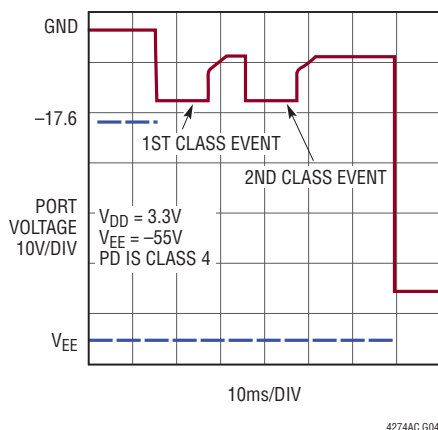 GND
–17.6
1ST CLASS EVENT
2ND CLASS EVENT
PORT
VOLTAGE
10V/DIV
VDD = 3.3V
VEE = –55V
PD IS CLASS 4
VEE
10ms/DIV
4274AC G04